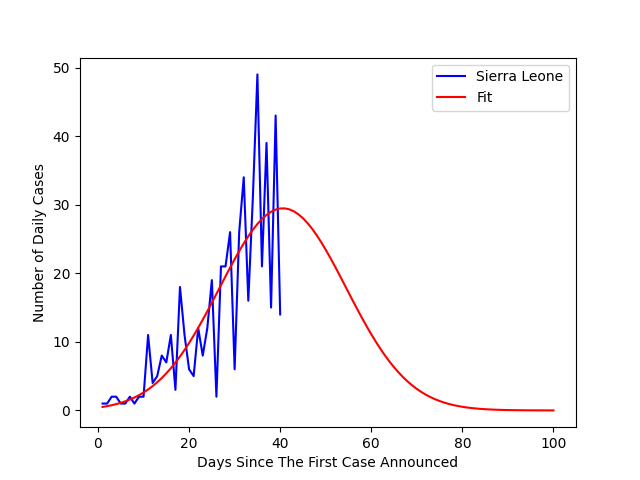 Sierra Leone
Fit
50
40
30
20
10
0
Number of Daily Cases
0 20 40 60 80 100
Days Since The First Case Announced